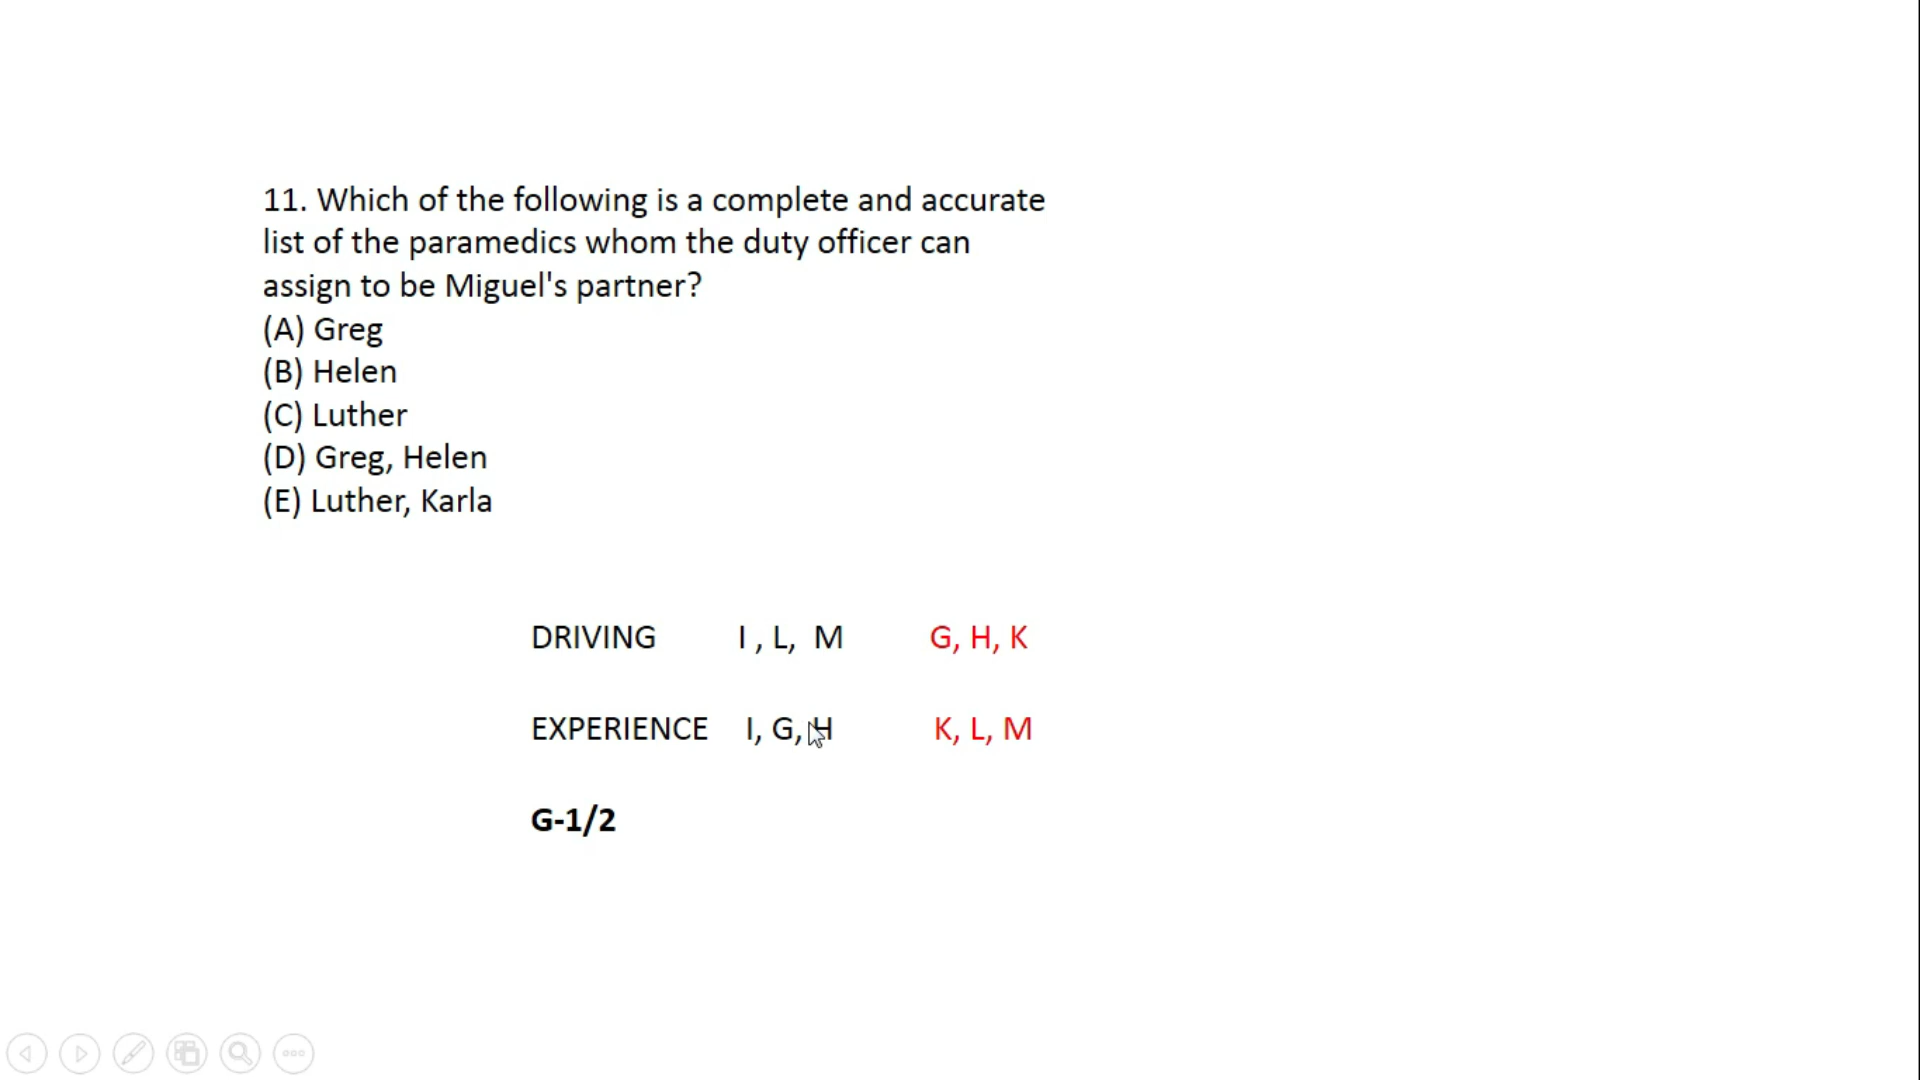 11. Which of the following is a complete and accurate
list of the paramedics whom the duty officer can
assign to be Miguel's partner?
(A) Greg
(B) Helen
(C) Luther
(D) Greg, Helen
(E) Luther, Karla
DRIVING I , L, M G, H, K
EXPERIENCE I, G, H K, L, M
G-1/2